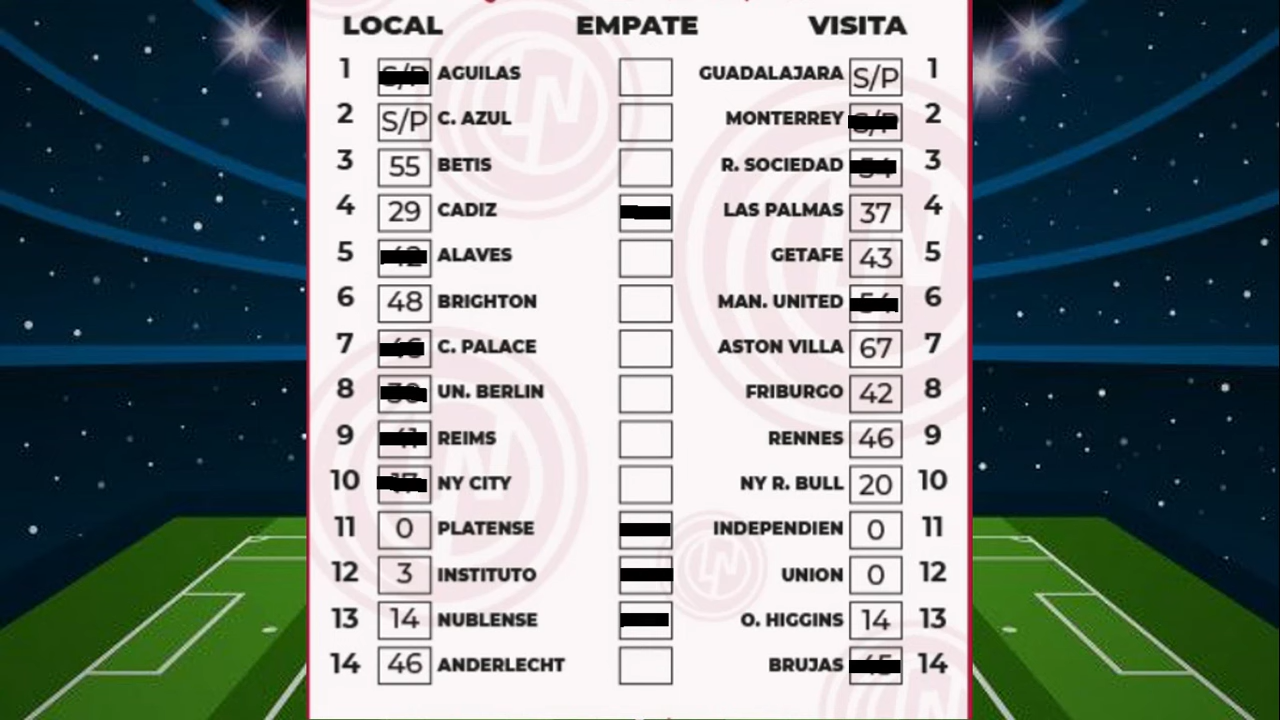 LOCAL EMPATE VISITA
1 AGUILAS GUADALAJARA S/P 1
2 S/P C. AZUL MONTERREY 2
3 55 BETIS R. SOCIEDAD 3
4 29 CADIZ LAS PALMAS 37 4
5 ALAVES GETAFE 43 5
6 48 BRIGHTON MAN. UNITED 6
7 C. PALACE ASTON VILLA 67 7
8 UN. BERLIN FRIBURGO 42 8
9 REIMS RENNES 46 9
10 NY CITY NY R. BULL 20 10
11 0 PLATENSE INDEPENDIEN 0 11
12 3 INSTITUTO UNION 0 12
13 14 NUBLENSE O. HIGGINS 14 13
14 46 ANDERLECHT BRUJAS 14